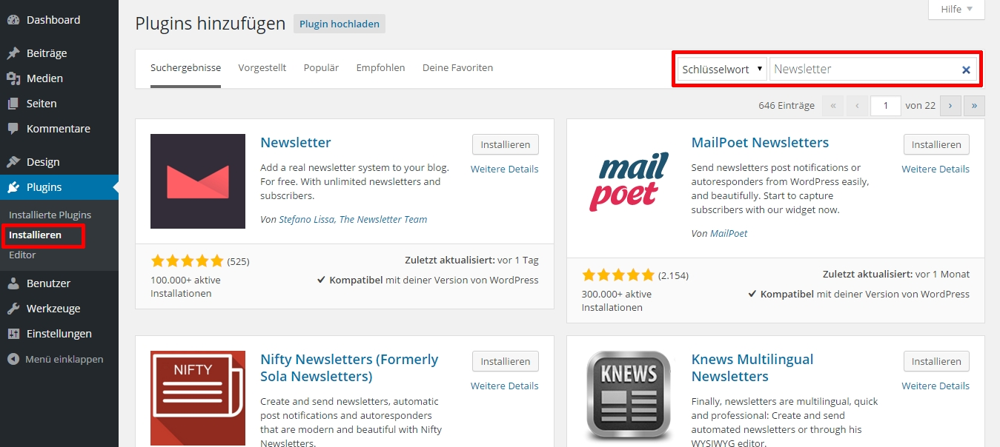 Dashboard
Beiträge
Medien
Seiten
Kommentare
Design
Plugins
Installierte Plugins
Installieren
Editor
Benutzer
Werkzeuge
Einstellungen
Menü einklappen
Hilfe
Plugins hinzufügen Plugin hochladen
Suchergebnisse Vorgestellt Populär Empfohlen Deine Favoriten Schlüsselwort Newsletter
646 Einträge « ‹ 1 von 22 › »
Newsletter
Installieren
Weitere Details
Add a real newsletter system to your blog.
For free. With unlimited newsletters and
subscribers.
Von Stefano Lissa, The Newsletter Team
(525)
100.000+ aktive
Installationen
Zuletzt aktualisiert: vor 1 Tag
Kompatibel mit deiner Version von WordPress
mail
poet
MailPoet Newsletters
Installieren
Weitere Details
Send newsletters post notifications or
autoresponders from WordPress easily,
and beautifully. Start to capture
subscribers with our widget now.
Von MailPoet
(2.154)
300.000+ aktive
Installationen
Zuletzt aktualisiert: vor 1 Monat
Kompatibel mit deiner Version von WordPress
NIFTY
Nifty Newsletters (Formerly
Sola Newsletters)
Installieren
Weitere Details
Create and send newsletters, automatic
post notifications and autoresponders
that are modern and beautiful with Nifty
Newsletters.
KNEWS
Knews Multilingual
Newsletters
Installieren
Weitere Details
Finally, newsletters are multilingual, quick
and professional: Create and send
automated newsletters or through his
WYSIWYG editor.